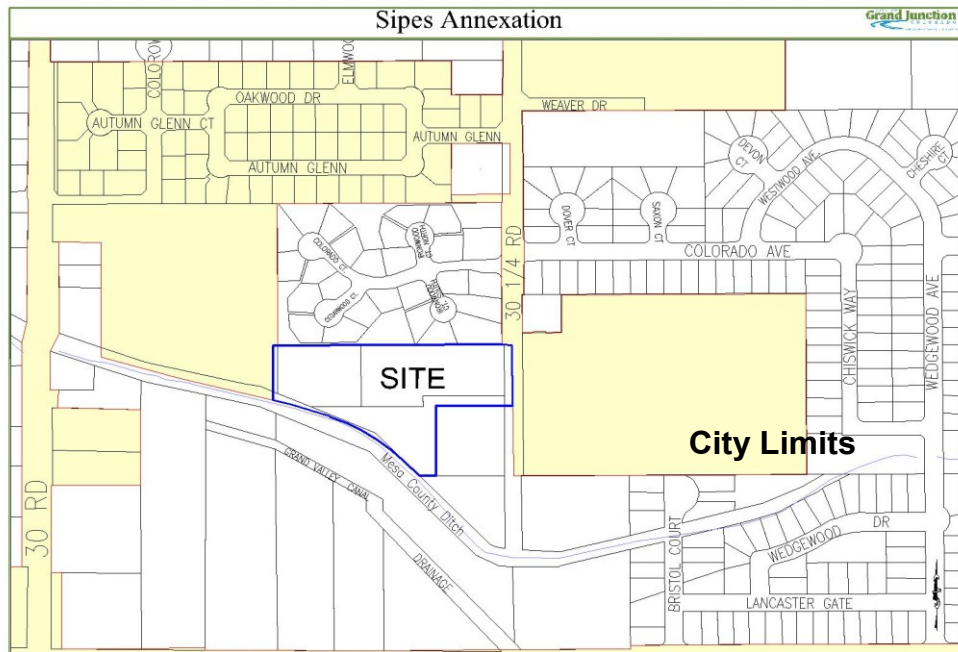 Sipes Annexation
Grand Junction
COLORADO
COLOROW
ELMWOO
OAKWOOD DR
WEAVER DR
AUTUMN GLENN CT
AUTUMN GLENN
AUTUMN GLENN
DEVON CT
WESTWOOD AVE
CHESHIRE CT
DOVER CT
SAXON CT
COLORADO AVE
30 1/4 RD
CHISWICK WAY
WEDGEWOOD AVE
SITE
City Limits
Mesa County Ditch
GRAND VALLEY CANAL
DRAINAGE
30 RD
BRISTOL COURT
WEDGEWOOD DR
LANCASTER GATE